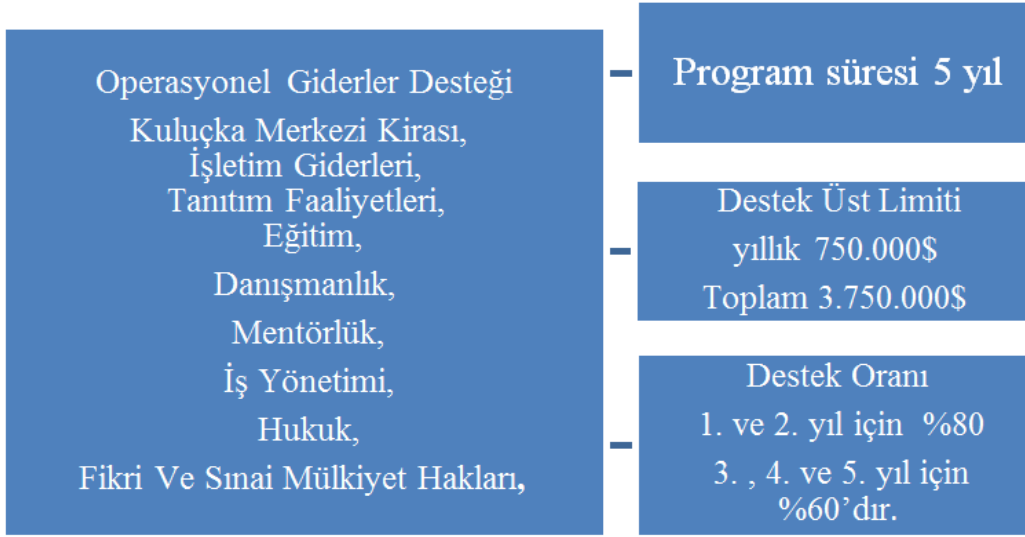 Operasyonel Giderler Desteği
Kuluçka Merkezi Kirası,
İşletim Giderleri,
Tanıtım Faaliyetleri,
Eğitim,
Danışmanlık,
Mentörlük,
İş Yönetimi,
Hukuk,
Fikri Ve Sınai Mülkiyet Hakları,
Program süresi 5 yıl
Destek Üst Limiti
yıllık 750.000$
Toplam 3.750.000$
Destek Oranı
1. ve 2. yıl için %80
3. , 4. ve 5. yıl için
%60’dır.